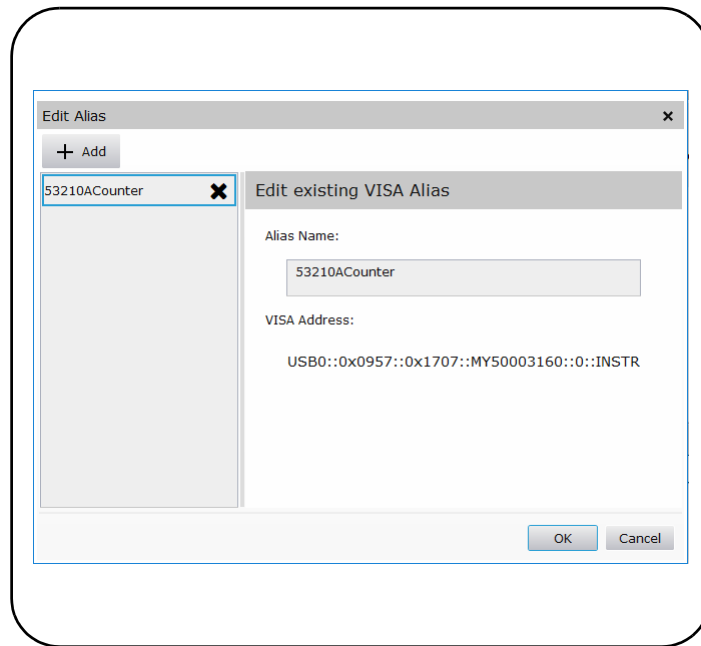 Edit Alias
Add
53210ACounter
Edit existing VISA Alias
Alias Name:
53210ACounter
VISA Address:
USB0::0x0957::0x1707::MY50003160::0::INSTR
OK
Cancel